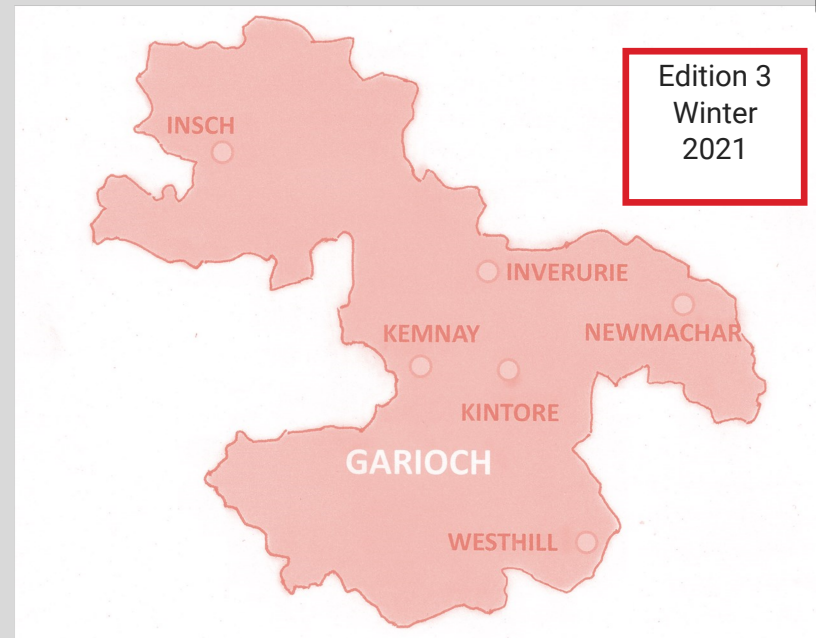 Edition 3
Winter
2021
INSCH
INVERURIE
NEWMACHAR
KEMNAY
KINTORE
GARIOCH
WESTHILL